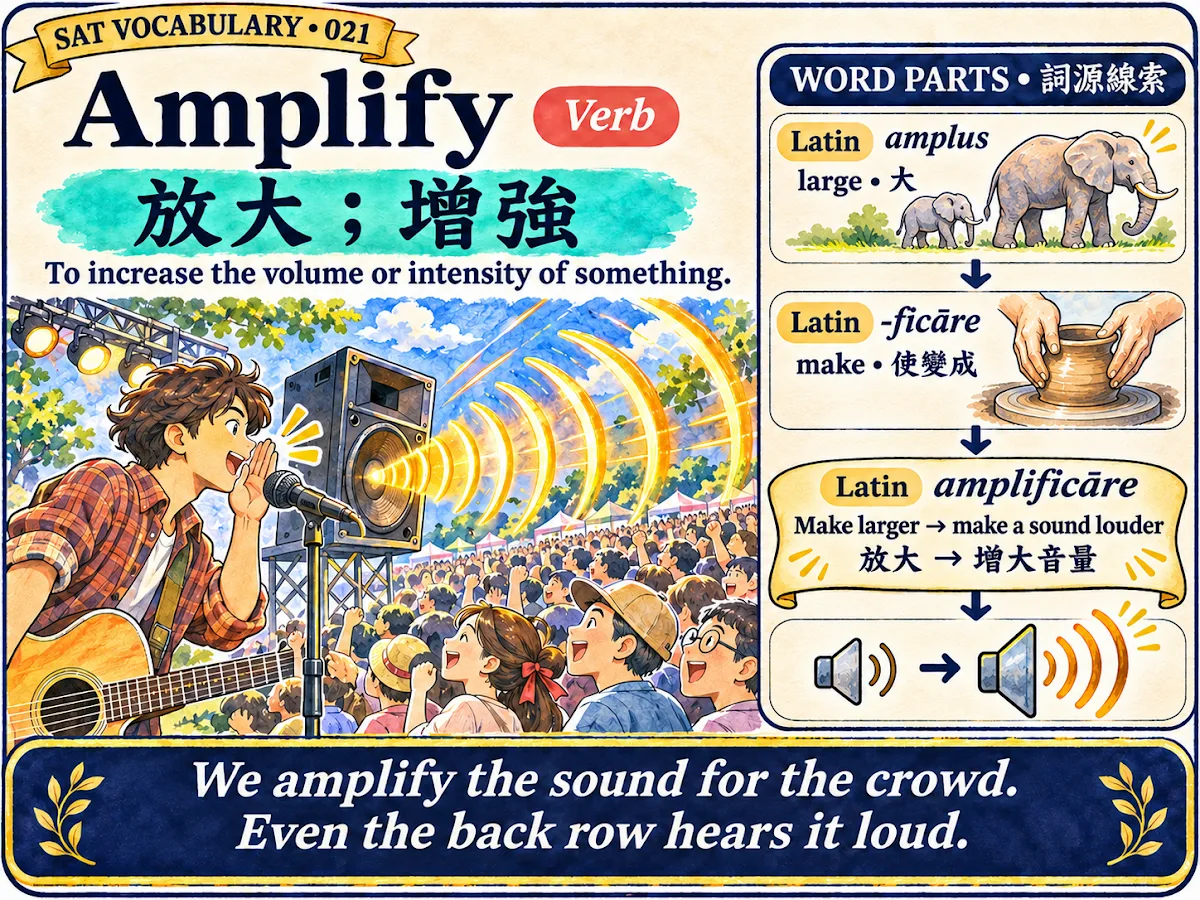 SAT VOCABULARY • 021
Amplify
Verb
放大；增強
To increase the volume or intensity of something.
WORD PARTS • 詞源線索
Latin amplus
large • 大
Latin -ficāre
make • 使變成
Latin amplificāre
Make larger → make a sound louder
放大 → 增大音量
We amplify the sound for the crowd.
Even the back row hears it loud.